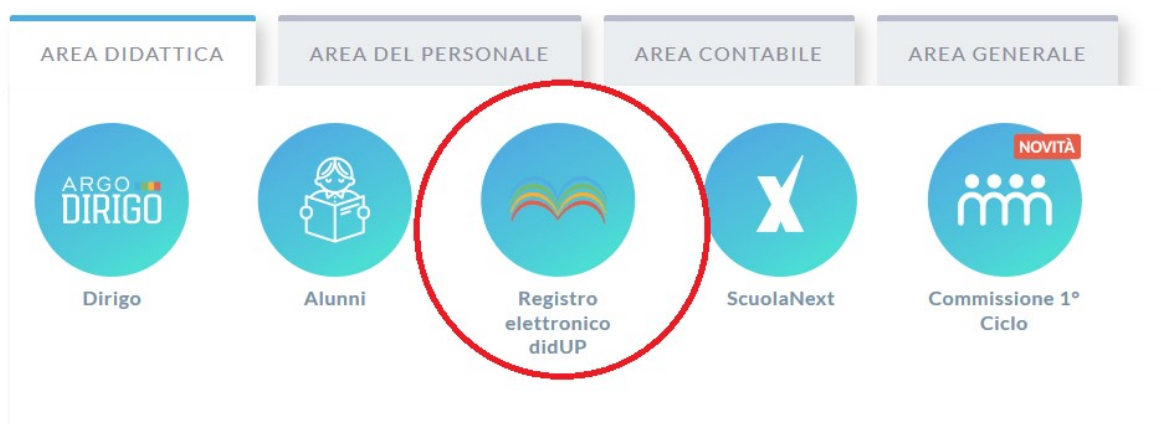 AREA DIDATTICA
AREA DEL PERSONALE
AREA CONTABILE
AREA GENERALE
ARGO
DIRIGO
Dirigo
Alunni
Registro
elettronico
didUP
X
ScuolaNext
NOVITÀ
Commissione 1°
Ciclo